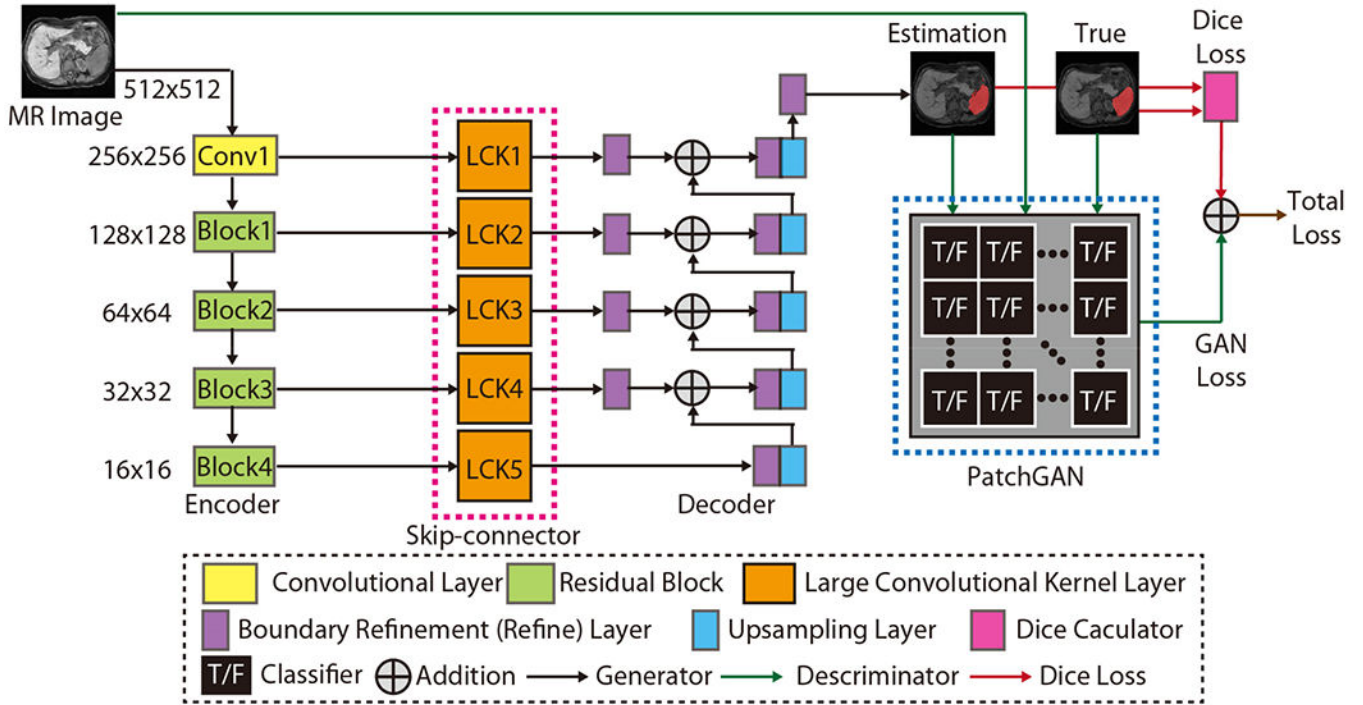 MR Image
512x512
Estimation
True
Dice
Loss
256x256
Conv1
LCK1
128x128
Block1
LCK2
64x64
Block2
LCK3
32x32
Block3
LCK4
16x16
Block4
LCK5
Encoder
Skip-connector
Decoder
T/F T/F T/F
T/F T/F T/F
T/F T/F T/F
PatchGAN
Total
Loss
GAN
Loss
Convolutional Layer
Residual Block
Large Convolutional Kernel Layer
Boundary Refinement (Refine) Layer
Upsampling Layer
Dice Caculator
T/F Classifier
Addition
Generator
Descriminator
Dice Loss